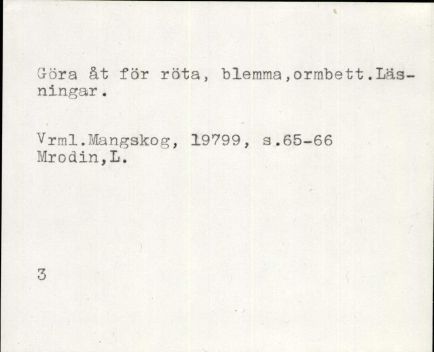 Göra åt för röta, blemma,ormbett.Läs-
ningar.
Vrml.Mangskog, 19799, s.65-66
Mrodin,L.
3